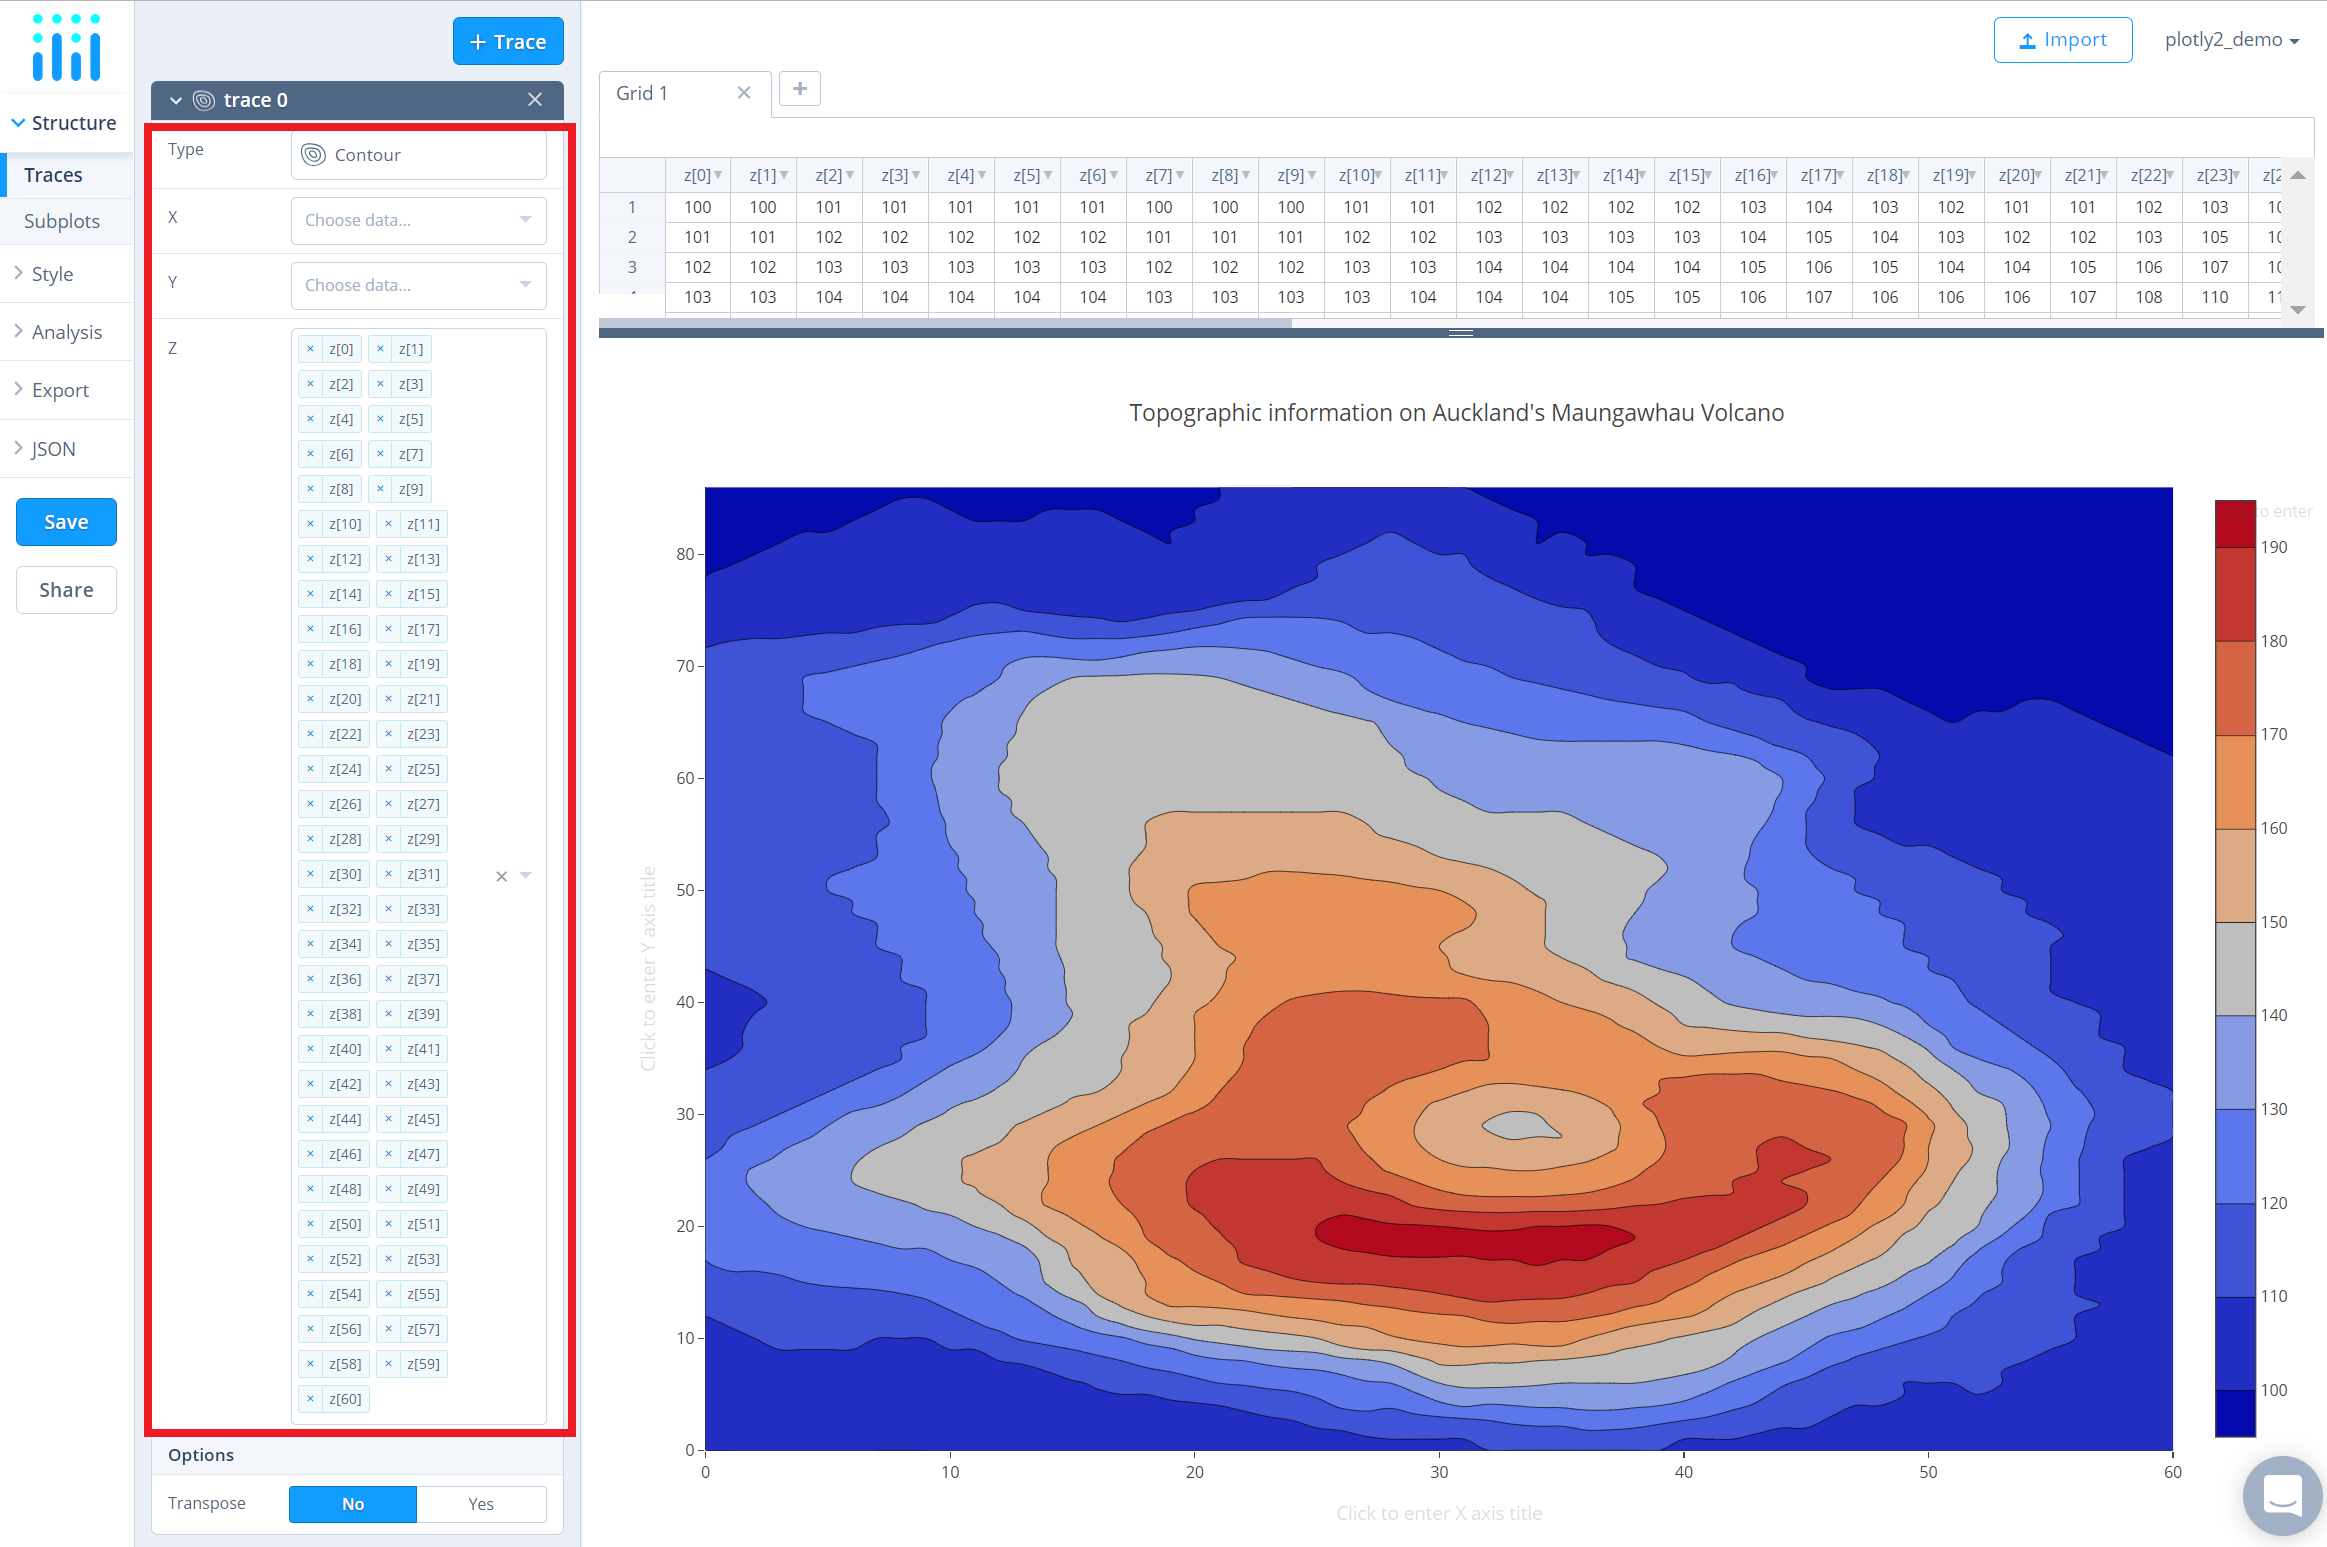 + Trace
Import
plotly2_demo
trace 0
Grid 1
+
Structure
Type
Contour
Traces
Subplots
X
Choose data...
Style
Y
Choose data...
Analysis
Export
JSON
Save
Share
Z
× z[0] × z[1]
× z[2] × z[3]
× z[4] × z[5]
× z[6] × z[7]
× z[8] × z[9]
× z[10] × z[11]
× z[12] × z[13]
× z[14] × z[15]
× z[16] × z[17]
× z[18] × z[19]
× z[20] × z[21]
× z[22] × z[23]
× z[24] × z[25]
× z[26] × z[27]
× z[28] × z[29]
× z[30] × z[31]
× z[32] × z[33]
× z[34] × z[35]
× z[36] × z[37]
× z[38] × z[39]
× z[40] × z[41]
× z[42] × z[43]
× z[44] × z[45]
× z[46] × z[47]
× z[48] × z[49]
× z[50] × z[51]
× z[52] × z[53]
× z[54] × z[55]
× z[56] × z[57]
× z[58] × z[59]
× z[60]
Options
Transpose
No
Yes
z[0] z[1] z[2] z[3] z[4] z[5] z[6] z[7] z[8] z[9] z[10] z[11] z[12] z[13] z[14] z[15] z[16] z[17] z[18] z[19] z[20] z[21] z[22] z[23]
1 100 100 101 101 101 101 101 100 100 100 101 101 102 102 102 102 103 104 103 102 101 101 102 103
2 101 101 102 102 102 102 102 101 101 101 102 102 103 103 103 103 104 105 104 103 102 102 103 105
3 102 102 103 103 103 103 103 102 102 102 103 103 104 104 104 104 105 106 105 104 104 105 106 107
103 103 104 104 104 104 104 103 103 103 103 104 104 104 105 105 106 107 106 106 106 107 108 110
Topographic information on Auckland's Maungawhau Volcano
to enter
80
70
60
50
40
30
20
10
0
Click to enter Y axis title
0 10 20 30 40 50 60
Click to enter X axis title
190
180
170
160
150
140
130
120
110
100